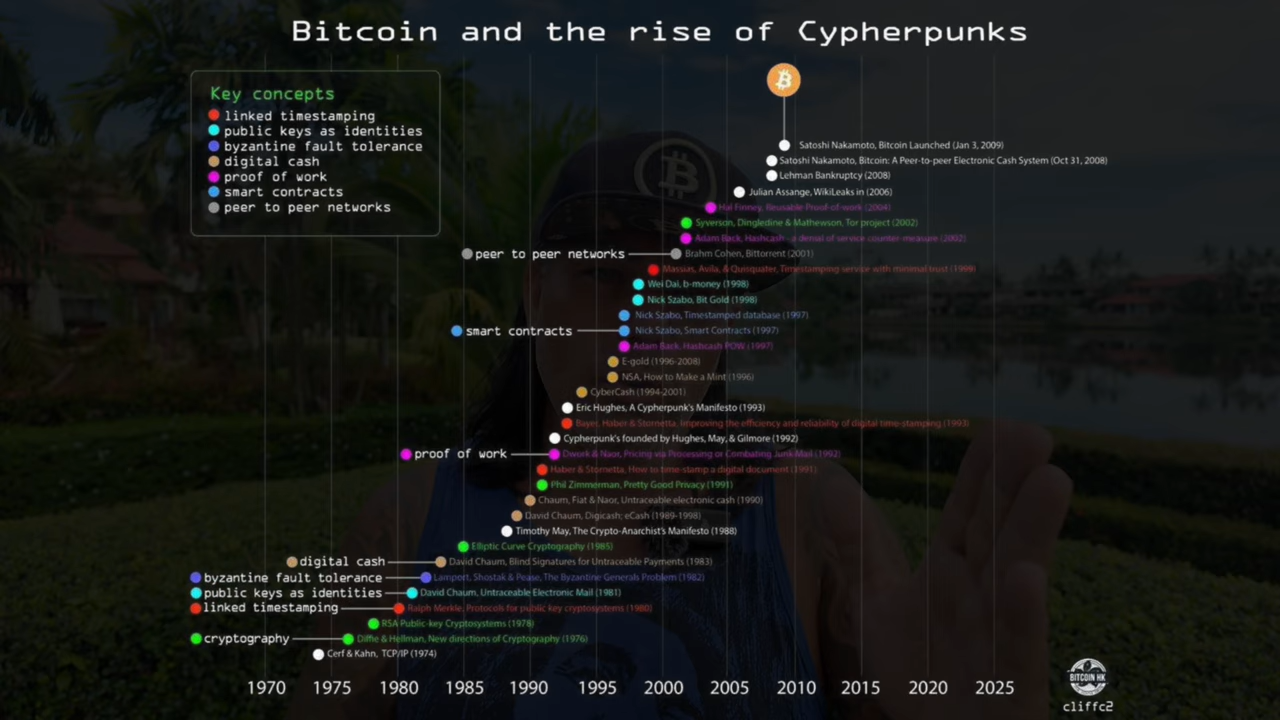 Bitcoin and the rise of Cypherpunks
Key concepts
linked timestamping
public keys as identities
byzantine fault tolerance
digital cash
proof of work
smart contracts
peer to peer networks
Satoshi Nakamoto, Bitcoin Launched (Jan 3, 2009)
Satoshi Nakamoto, Bitcoin: A Peer-to-peer Electronic Cash System (Oct 31, 2008)
Lehman Bankruptcy (2008)
Julian Assange, WikiLeaks in (2006)
Hal Finney, Reusable Proof-of-work (2004)
Syverson, Dingledine & Mathewson, Tor project (2002)
Adam Back, Hashcash - a denial of service counter measure (2002)
peer to peer networks Brahm Cohen, Bittorrent (2001)
Massias, Avila, & Quisquater, Timestamping service with minimal trust (1999)
Wei Dai, b-money (1998)
Nick Szabo, Bit Gold (1998)
Nick Szabo, Timestamped database (1997)
smart contracts Nick Szabo, Smart Contracts (1997)
Adam Back, Hashcash POW (1997)
E-gold (1996-2008)
NSA, How to Make a Mint (1996)
CyberCash (1994-2001)
Eric Hughes, A Cypherpunk's Manifesto (1993)
Bayer, Haber & Stornetta, Improving the efficiency and reliability of digital time-stamping (1993)
Cypherpunk's founded by Hughes, May, & Gilmore (1992)
proof of work Dwork & Naor, Pricing via Processing or Combating Junk Mail (1992)
Haber & Stornetta, How to time-stamp a digital document (1991)
Phil Zimmerman, Pretty Good Privacy (1991)
Chaum, Fiat & Naor, Untraceable electronic cash (1990)
David Chaum, Digicash; eCash (1989-1998)
Timothy May, The Crypto-Anarchist's Manifesto (1988)
Elliptic Curve Cryptography (1985)
digital cash David Chaum, Blind Signatures for Untraceable Payments (1983)
byzantine fault tolerance Lamport, Shostak & Pease, The Byzantine Generals Problem (1982)
public keys as identities David Chaum, Untraceable Electronic Mail (1981)
linked timestamping Ralph Merkle, Protocols for public key cryptosystems (1980)
RSA Public-key Cryptosystems (1978)
cryptography Diffie & Hellman, New directions of Cryptography (1976)
Cerf & Kahn, TCP/IP (1974)
1970 1975 1980 1985 1990 1995 2000 2005 2010 2015 2020 2025
BITCOIN HK
cliffc2